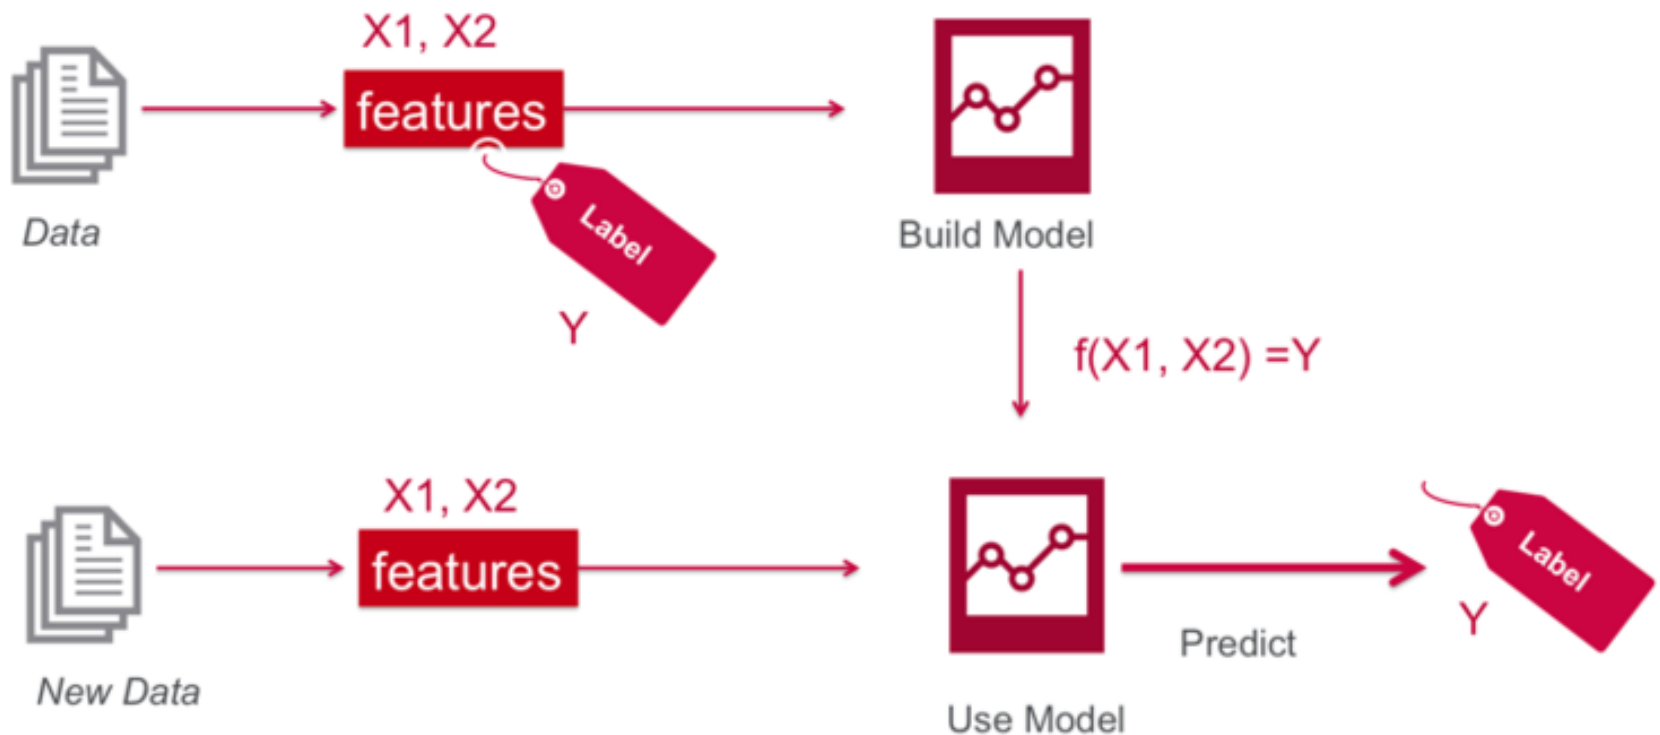 X1, X2
features
Label
Data
Y
Build Model
f(X1, X2) =Y
X1, X2
features
Label
Y
Predict
New Data
Use Model